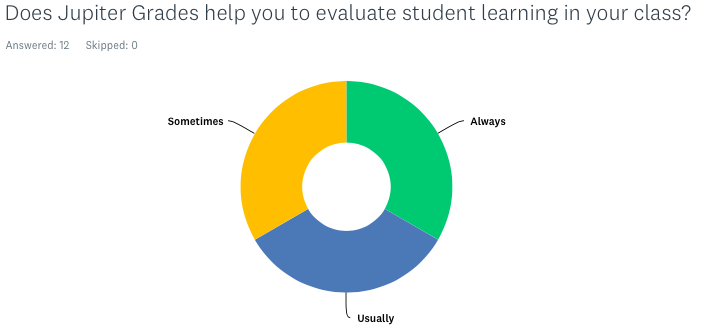 Does Jupiter Grades help you to evaluate student learning in your class?
Answered: 12 Skipped: 0
Sometimes
Always
Usually